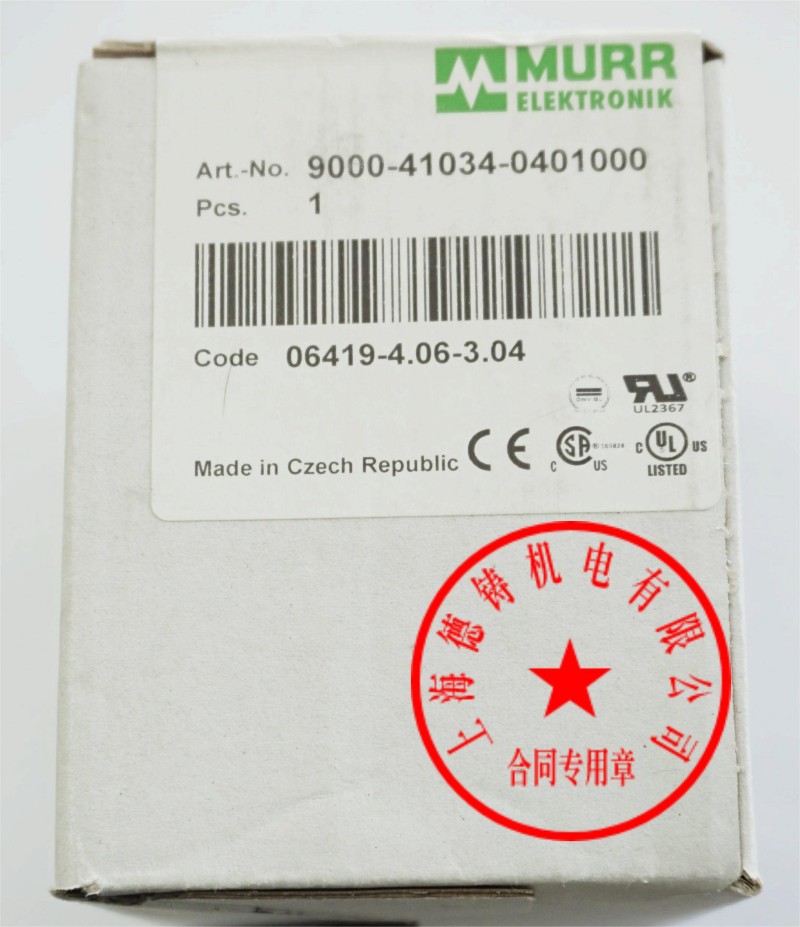 MURR
ELEKTRONIK
Art.-No. 9000-41034-0401000
Pcs. 1
Code 06419-4.06-3.04
®
UL2367
Made in Czech Republic CE C SA ® US C UL US
LISTED
上海德铸机电有限公司
合同专用章